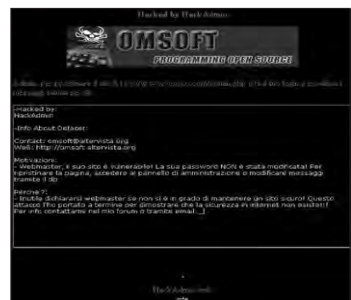 Hacked by HackAdmin
OMSOFT
PROGRAMMING OPEN SOURCE
-Hacked by:
HackAdmin
-Info About Defacer:
Contact: omsoft@altervista.org
Web: http://omsoft.altervista.org
Motivazioni:
- Webmaster, il suo sito è vulnerabile! La sua password NON è stata modificata! Per
ripristinare la pagina, accedere al pannello di amministrazione o modificare messaggi
tramite il db
Perchè?:
- Inutile dichiararsi webmaster se non si è in grado di mantenere un sito sicuro! Questo
attacco l'ho portato a termine per dimostrare che la sicurezza in internet non esiste!!!
Per info contattarmi nel mio forum o tramite email. _]
HackAdmin